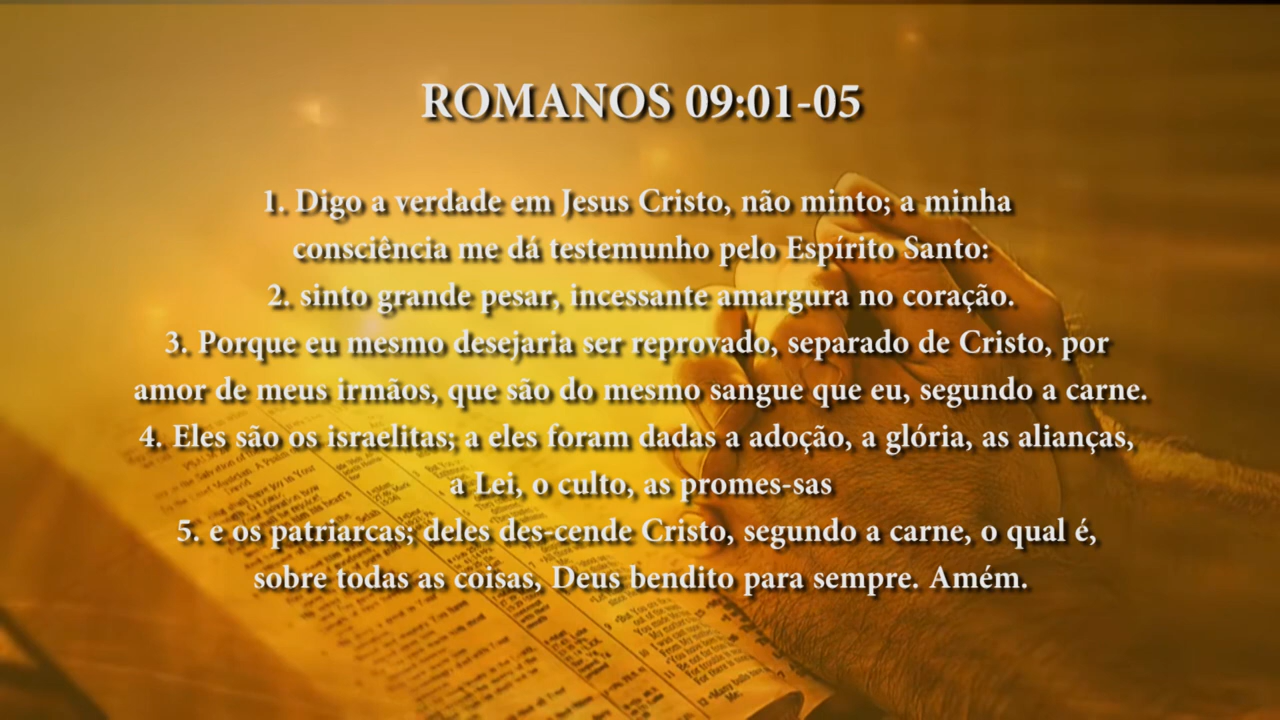 ROMANOS 09:01-05
1. Digo a verdade em Jesus Cristo, não minto; a minha
consciência me dá testemunho pelo Espírito Santo:
2. sinto grande pesar, incessante amargura no coração.
3. Porque eu mesmo desejaria ser reprovado, separado de Cristo, por
amor de meus irmãos, que são do mesmo sangue que eu, segundo a carne.
4. Eles são os israelitas; a eles foram dadas a adoção, a glória, as alianças,
a Lei, o culto, as promes-sas
5. e os patriarcas; deles des-cende Cristo, segundo a carne, o qual é,
sobre todas as coisas, Deus bendito para sempre. Amém.